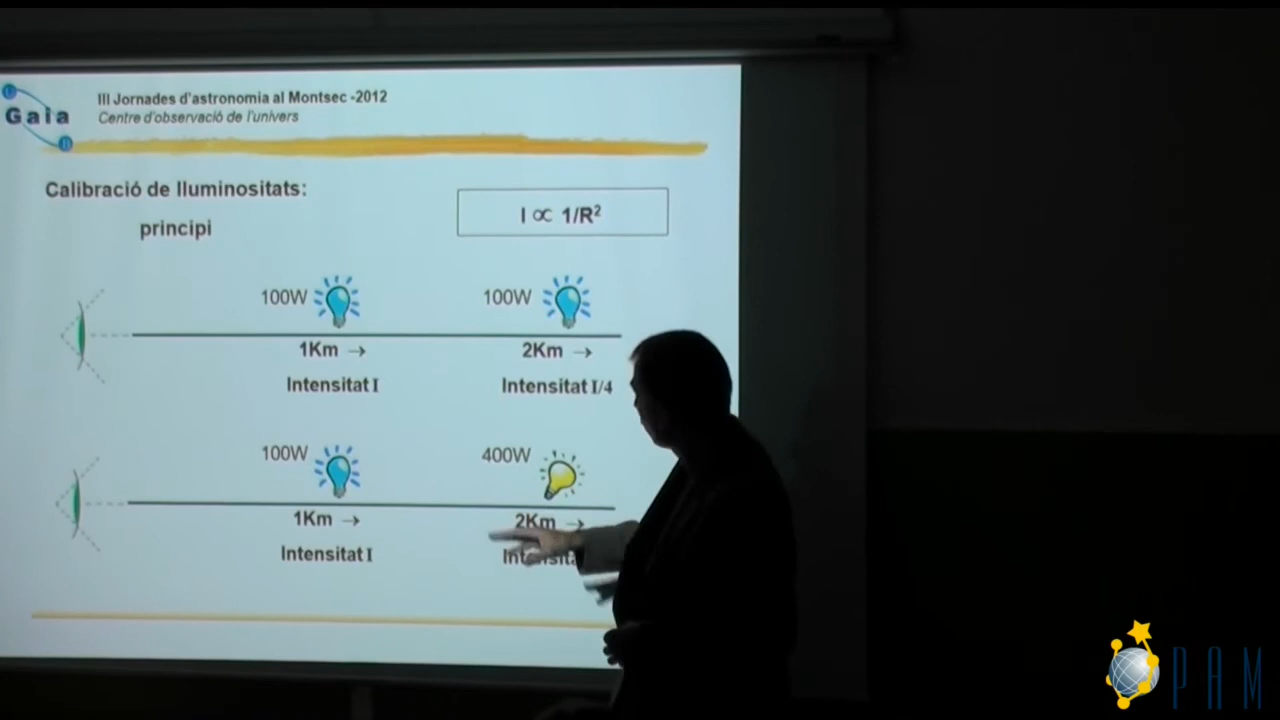 III Jornades d'astronomia al Montsec -2012
Gaia
Centre d'observació de l'univers
Calibració de lluminositats:
principi
I ∝ 1/R²
100W
100W
1Km →
2Km →
Intensitat I
Intensitat I/4
100W
400W
1Km →
2Km →
Intensitat I
PAM